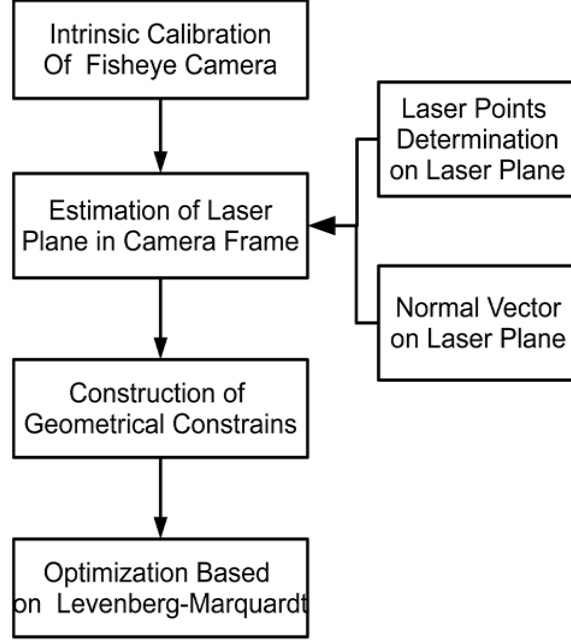 Intrinsic Calibration
Of Fisheye Camera
Laser Points
Determination
on Laser Plane
Estimation of Laser
Plane in Camera Frame
Normal Vector
on Laser Plane
Construction of
Geometrical Constrains
Optimization Based
on Levenberg-Marquardt